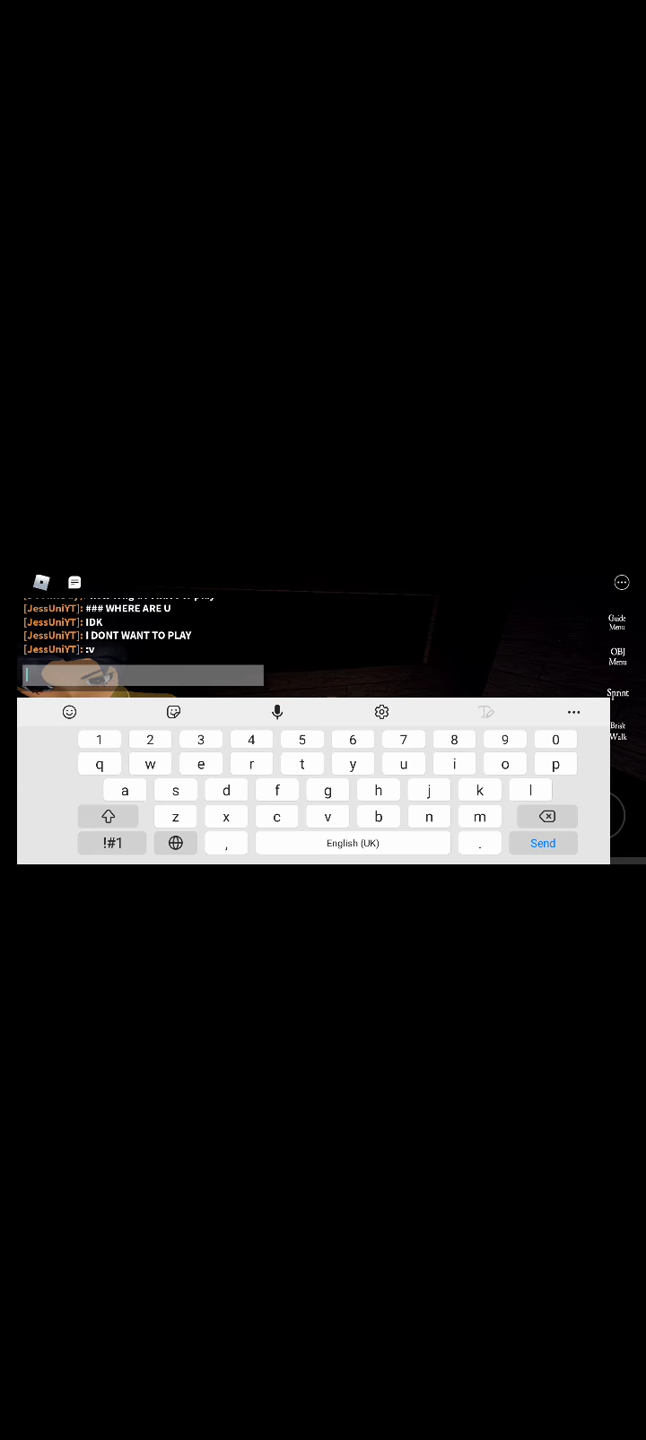 [JessUniYT]: ### WHERE ARE U
[JessUniYT]: IDK
[JessUniYT]: I DONT WANT TO PLAY
[JessUniYT]: :v
Guide
Menu
OBJ
Menu
Sprint
Brisk
Walk
1 2 3 4 5 6 7 8 9 0
q w e r t y u i o p
a s d f g h j k l
z x c v b n m
!#1 , English (UK) . Send